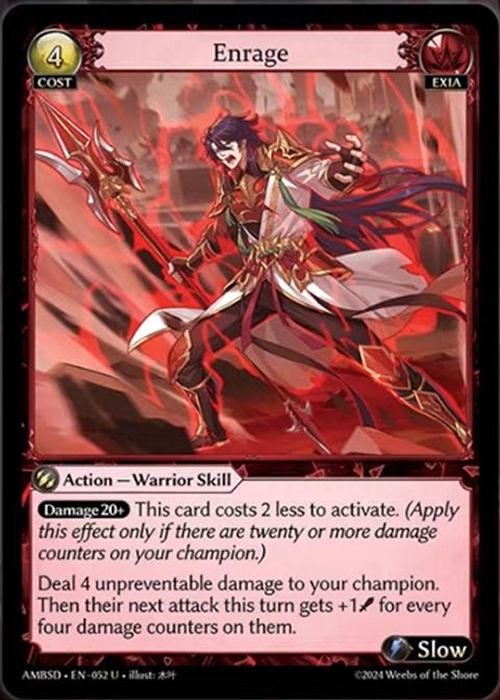 4
Enrage
COST
EXIA
Action — Warrior Skill
Damage 20+ This card costs 2 less to activate. (Apply
this effect only if there are twenty or more damage
counters on your champion.)
Deal 4 unpreventable damage to your champion.
Then their next attack this turn gets +1 for every
four damage counters on them.
Slow
AMBSD • EN-052 U • illust: 木叶
©2024 Weebs of the Shore